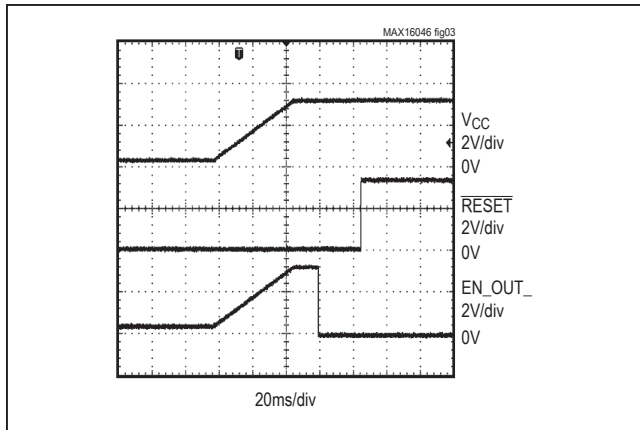 MAX16046 fig03
T
VCC
2V/div
0V
RESET
2V/div
0V
EN_OUT_
2V/div
0V
20ms/div